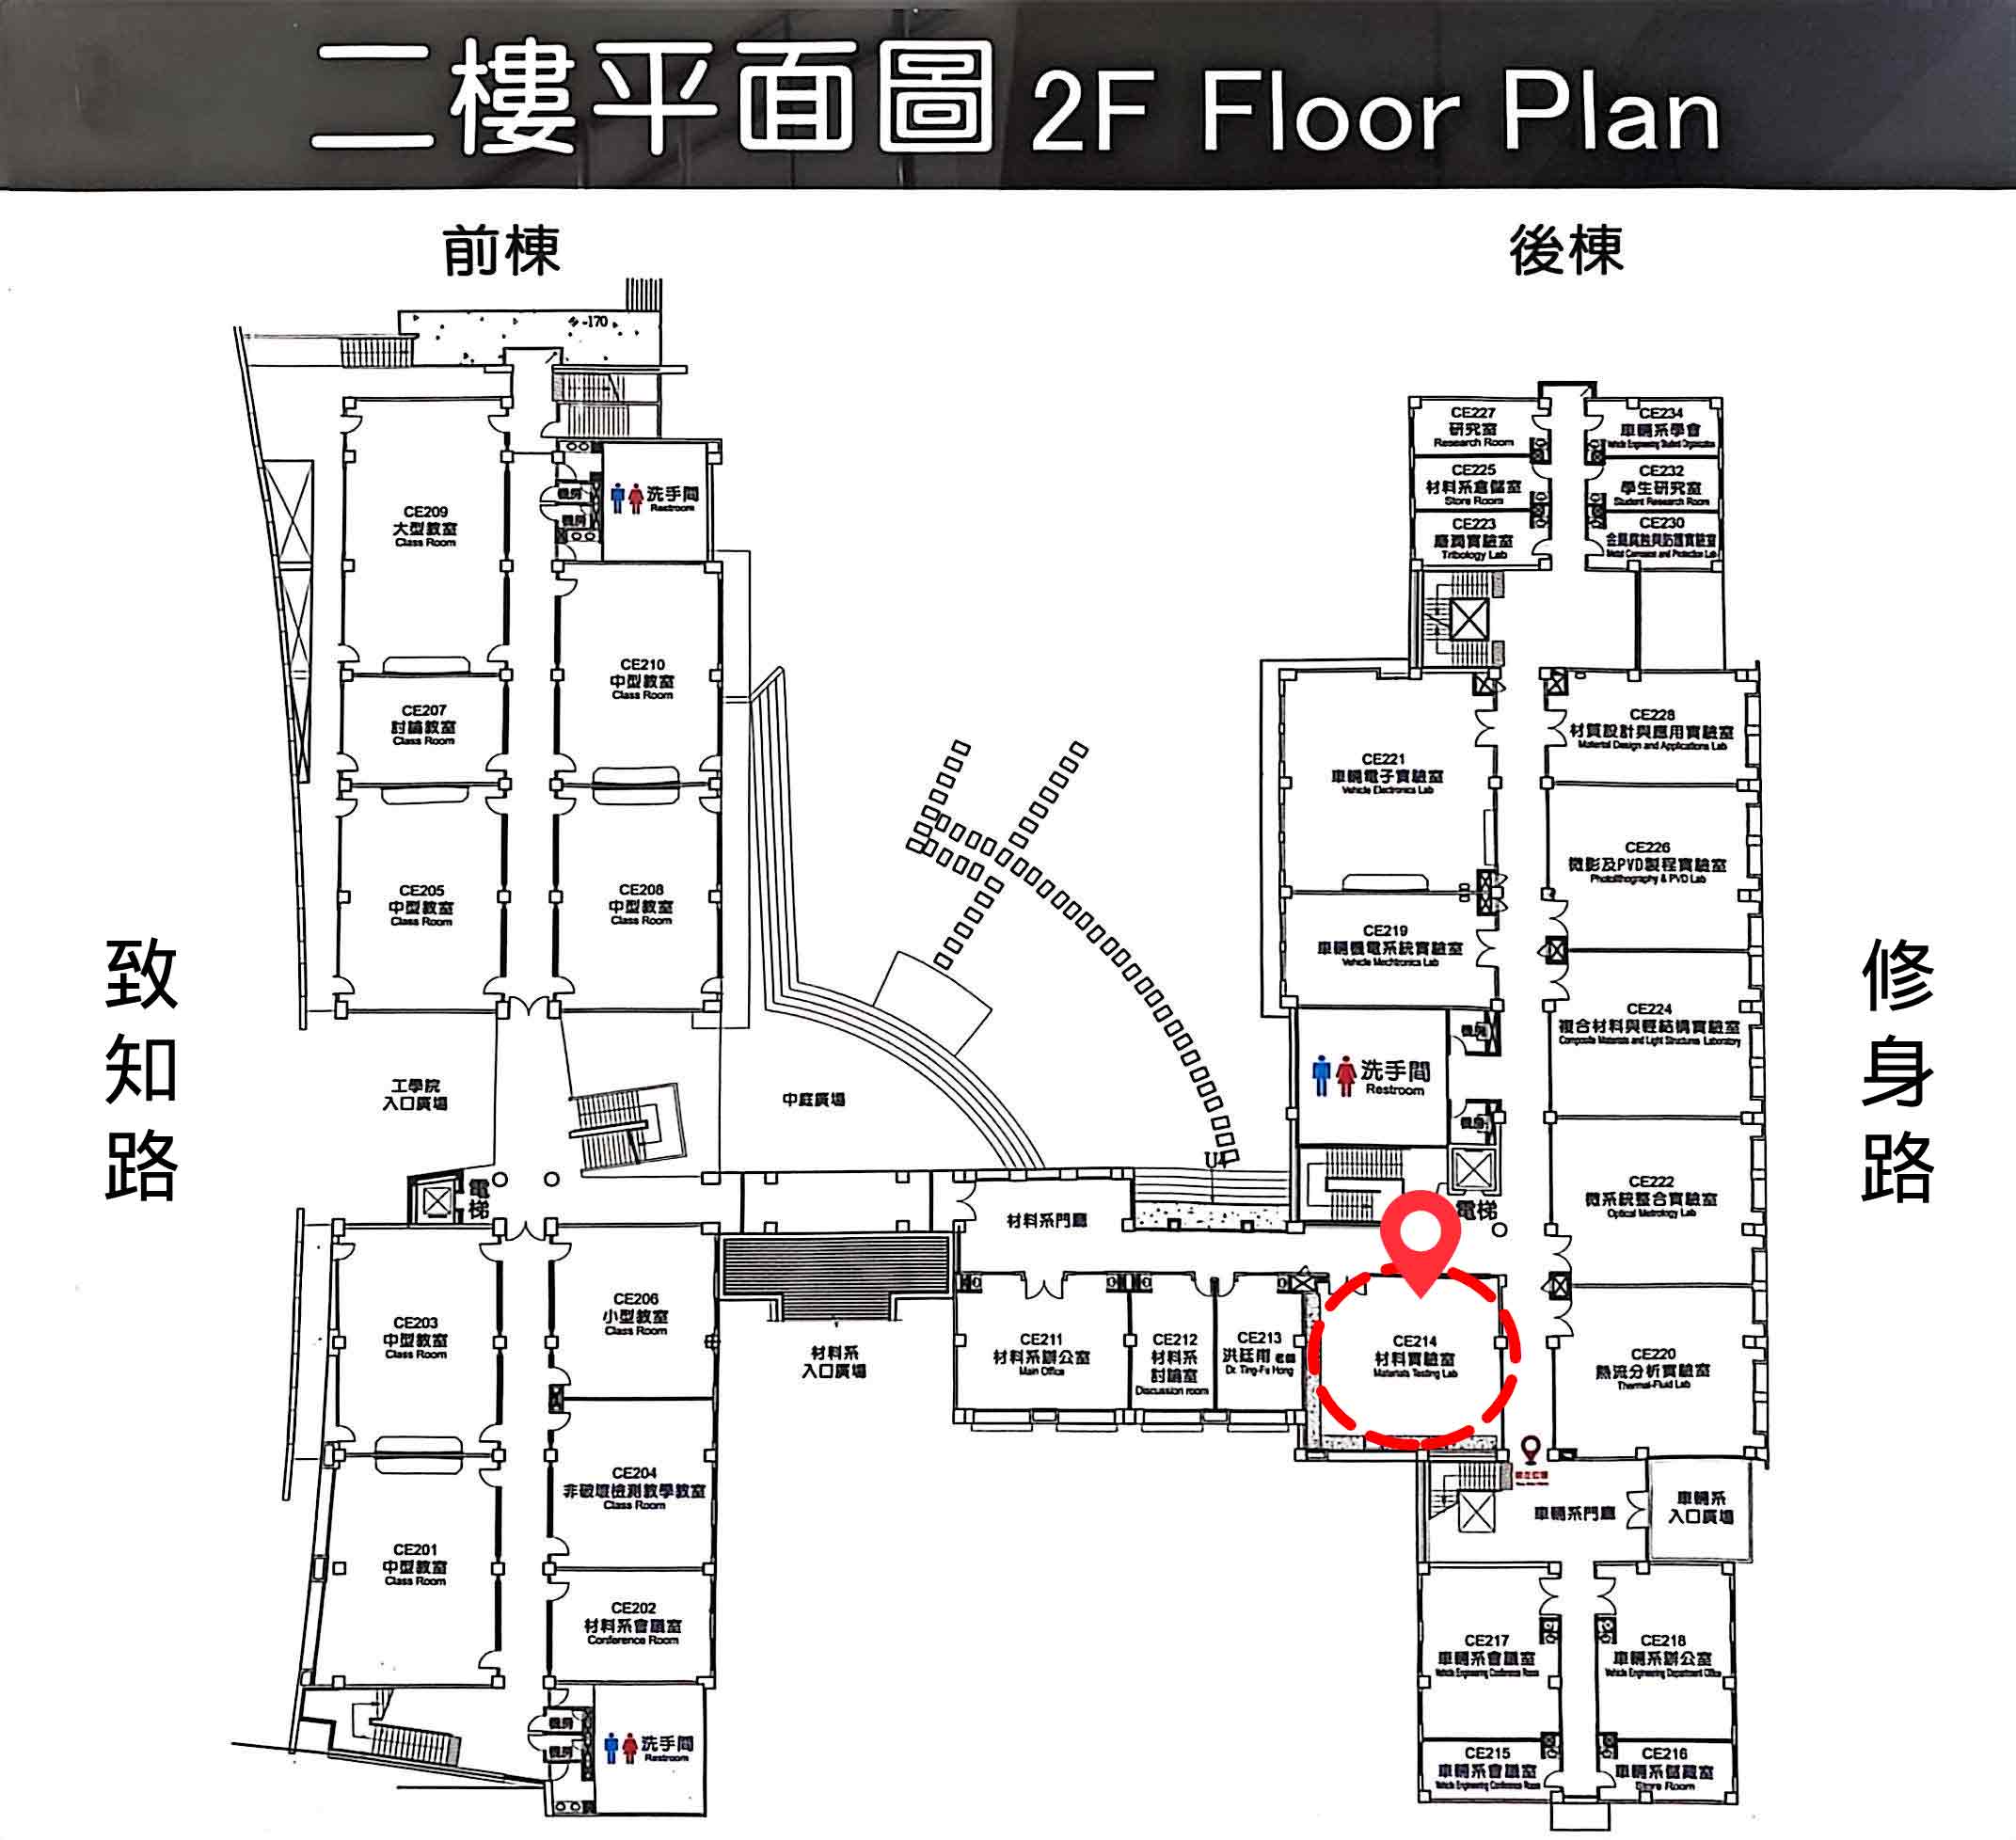 二樓平面圖 2F Floor Plan
前棟
後棟
致知路
修身路
-170
CE209
大型教室
Class Room
洗手間
Restroom
機房
機房
CE210
中型教室
Class Room
CE207
討論教室
Class Room
CE205
中型教室
Class Room
CE208
中型教室
Class Room
工學院
入口廣場
中庭廣場
電梯
CE203
中型教室
Class Room
CE206
小型教室
Class Room
CE204
非破壞檢測教學教室
Class Room
CE201
中型教室
Class Room
CE202
材料系會議室
Conference Room
機房
機房
洗手間
Restroom
材料系
入口廣場
材料系門廳
CE211
材料系辦公室
Main Office
CE212
材料系
討論室
Discussion room
CE213
洪廷甫 老師
Dr. Ting-Fu Hong
CE214
材料實驗室
Materials Testing Lab
CE227
研究室
Research Room
CE225
材料系倉儲室
Store Room
CE223
磨潤實驗室
Tribology Lab
CE234
車輛系學會
Vehicle Engineering Student Organization
CE232
學生研究室
Student Research Room
CE230
金屬腐蝕與防護實驗室
Metal Corrosion and Protection Lab
CE221
車輛電子實驗室
Vehicle Electronics Lab
CE219
車輛機電系統實驗室
Vehicle Mechtronics Lab
機房
洗手間
Restroom
機房
電梯
CE228
材質設計與應用實驗室
Material Design and Applications Lab
CE226
微影及PVD製程實驗室
Photolithography & PVD Lab
CE224
複合材料與輕結構實驗室
Composite Materials and Light Structures Laboratory
CE222
微系統整合實驗室
Optical Metrology Lab
CE220
熱流分析實驗室
Thermal-Fluid Lab
車輛系門廳
車輛系
入口廣場
CE217
車輛系會議室
Vehicle Engineering Conference Room
CE218
車輛系辦公室
Vehicle Engineering Department Office
CE215
車輛系會議室
Vehicle Engineering Conference Room
CE216
車輛系儲藏室
Store Room